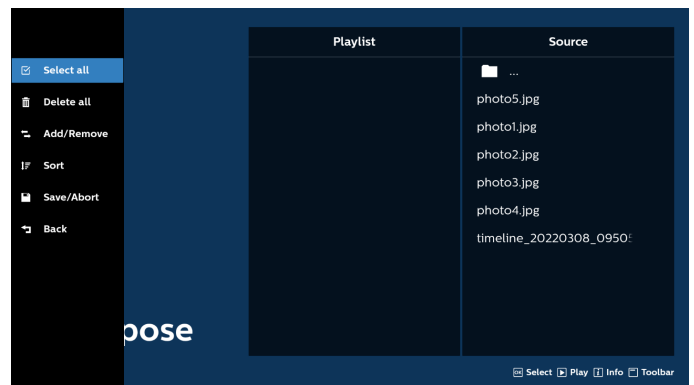 Playlist
Source
Select all
...
Delete all
photo5.jpg
Add/Remove
photo1.jpg
Sort
photo2.jpg
Save/Abort
photo3.jpg
Back
photo4.jpg
timeline_20220308_0950
pose
OK Select Play i Info Toolbar